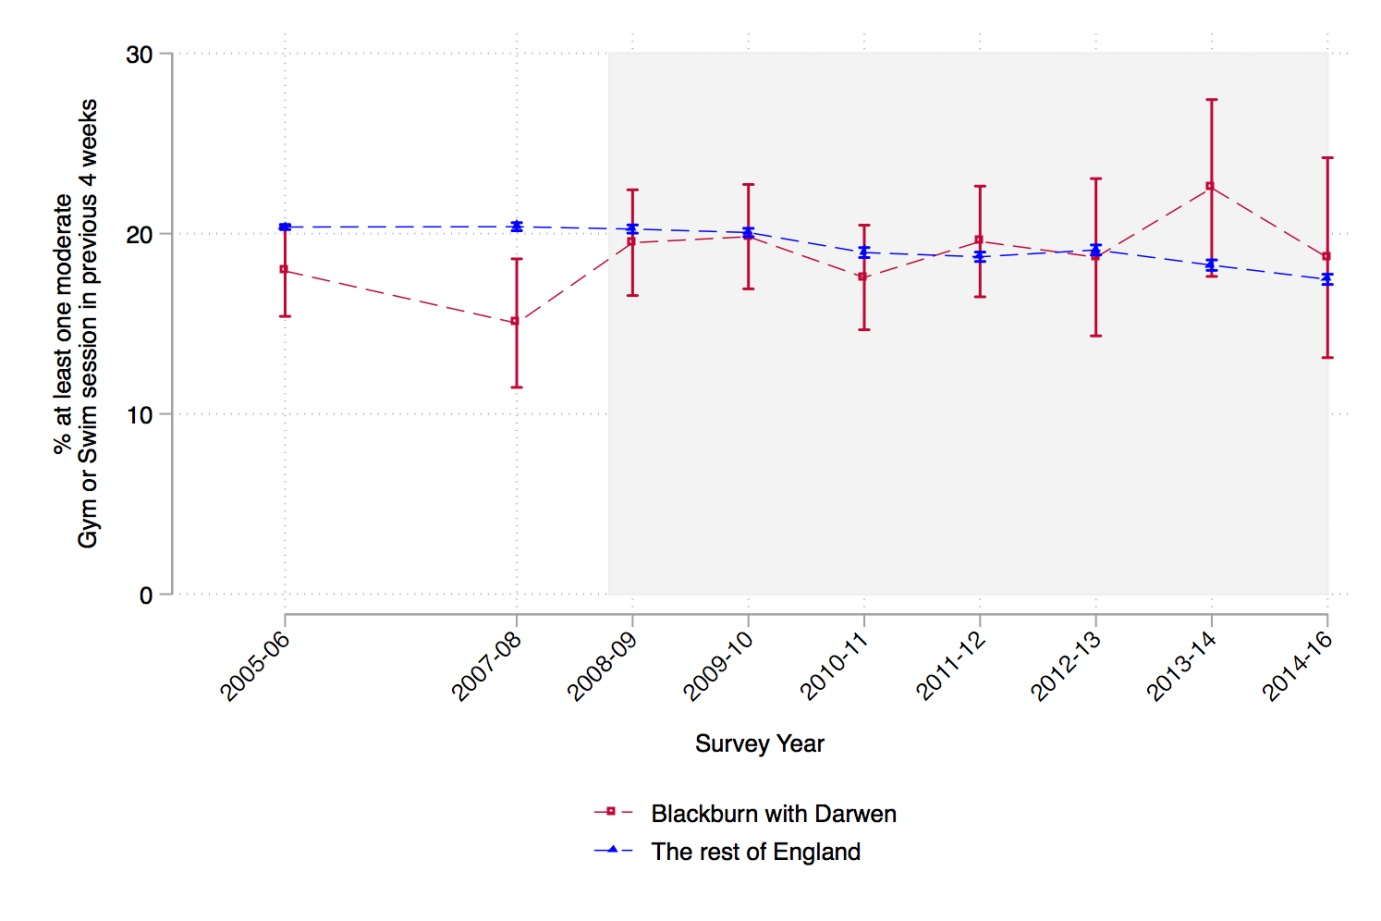 % at least one moderate
Gym or Swim session in previous 4 weeks
30
20
10
0
2005-06
2007-08
2008-09
2009-10
2010-11
2011-12
2012-13
2013-14
2014-16
Survey Year
Blackburn with Darwen
The rest of England